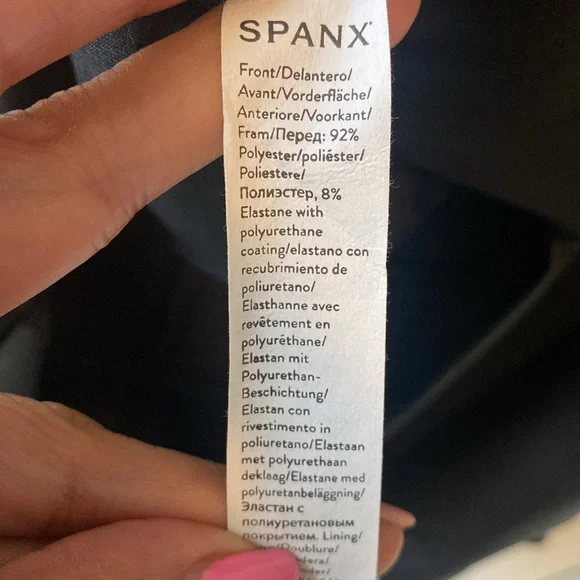 SPANX
Front/Delantero/
Avant/Vorderfläche/
Anteriore/Voorkant/
Fram/Перед: 92%
Polyester/poliéster/
Poliestere/
Полиэстер, 8%
Elastane with
polyurethane
coating/elastano con
recubrimiento de
poliuretano/
Elasthanne avec
revêtement en
polyuréthane/
Elastan mit
Polyurethan-
Beschichtung/
Elastan con
rivestimento in
poliuretano/Elastaan
met polyurethaan
deklaag/Elastane med
polyuretanbeläggning/
Эластан с
полиуретановым
покрытием. Lining/
/Doublure/